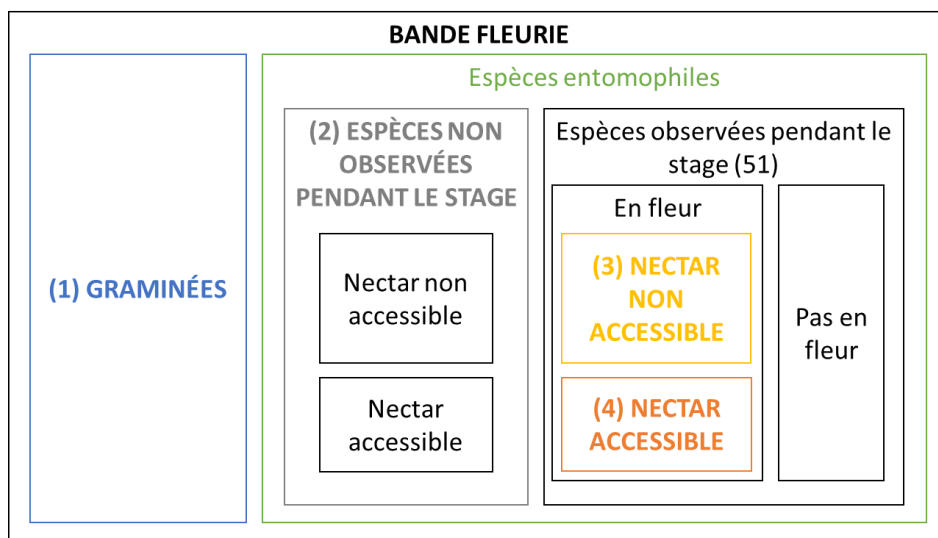 BANDE FLEURIE
(1) GRAMINÉES
Espèces entomophiles
(2) ESPÈCES NON
OBSERVÉES
PENDANT LE STAGE
Nectar non
accessible
Nectar
accessible
Espèces observées pendant le
stage (51)
En fleur
(3) NECTAR
NON
ACCESSIBLE
(4) NECTAR
ACCESSIBLE
Pas en
fleur